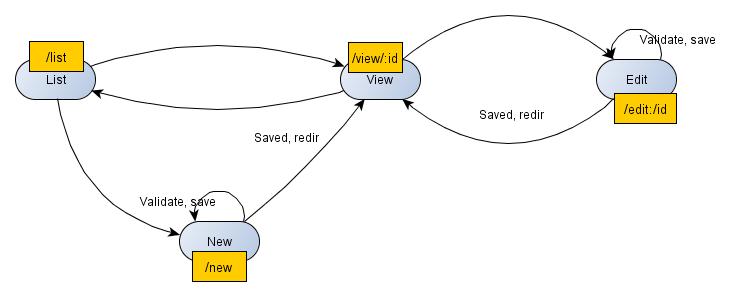 /list
List
/view/:id
View
Validate, save
Edit
/edit:/id
Saved, redir
Saved, redir
Validate, save
New
/new